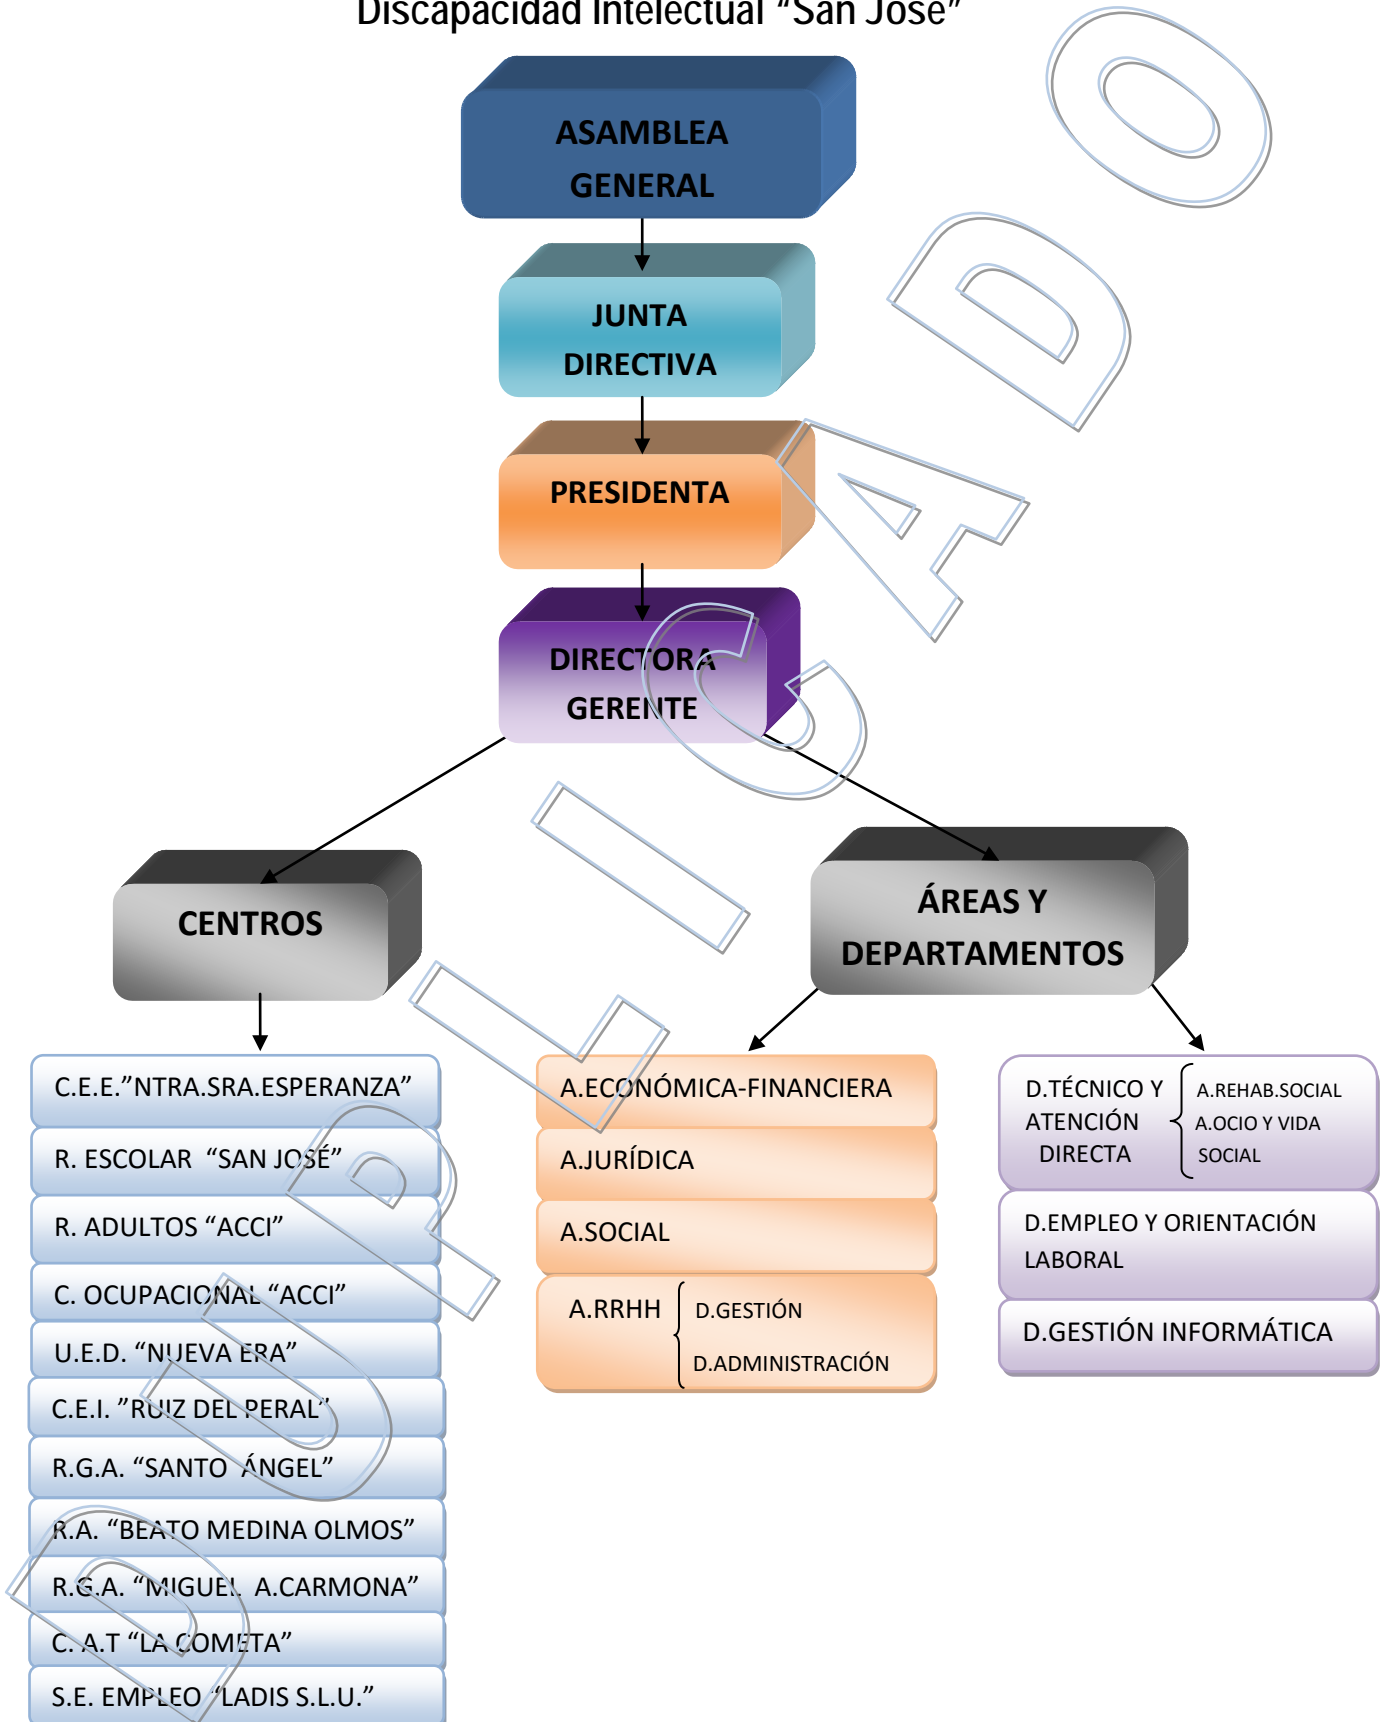 Discapacidad Intelectual “San José”
ASAMBLEA
GENERAL
JUNTA
DIRECTIVA
PRESIDENTA
DIRECTORA
GERENTE
CENTROS
ÁREAS Y
DEPARTAMENTOS
C.E.E.”NTRA.SRA.ESPERANZA”
R. ESCOLAR “SAN JOSÉ”
R. ADULTOS “ACCI”
C. OCUPACIONAL “ACCI”
U.E.D. “NUEVA ERA”
C.E.I. ”RUIZ DEL PERAL”
R.G.A. “SANTO ÁNGEL”
R.A. “BEATO MEDINA OLMOS”
R.G.A. “MIGUEL A.CARMONA”
C. A.T “LA COMETA”
S.E. EMPLEO “LADIS S.L.U.”
A.ECONÓMICA-FINANCIERA
A.JURÍDICA
A.SOCIAL
A.RRHH
D.GESTIÓN
D.ADMINISTRACIÓN
D.TÉCNICO Y
ATENCIÓN
DIRECTA
A.REHAB.SOCIAL
A.OCIO Y VIDA
SOCIAL
D.EMPLEO Y ORIENTACIÓN
LABORAL
D.GESTIÓN INFORMÁTICA
DUPLICADO